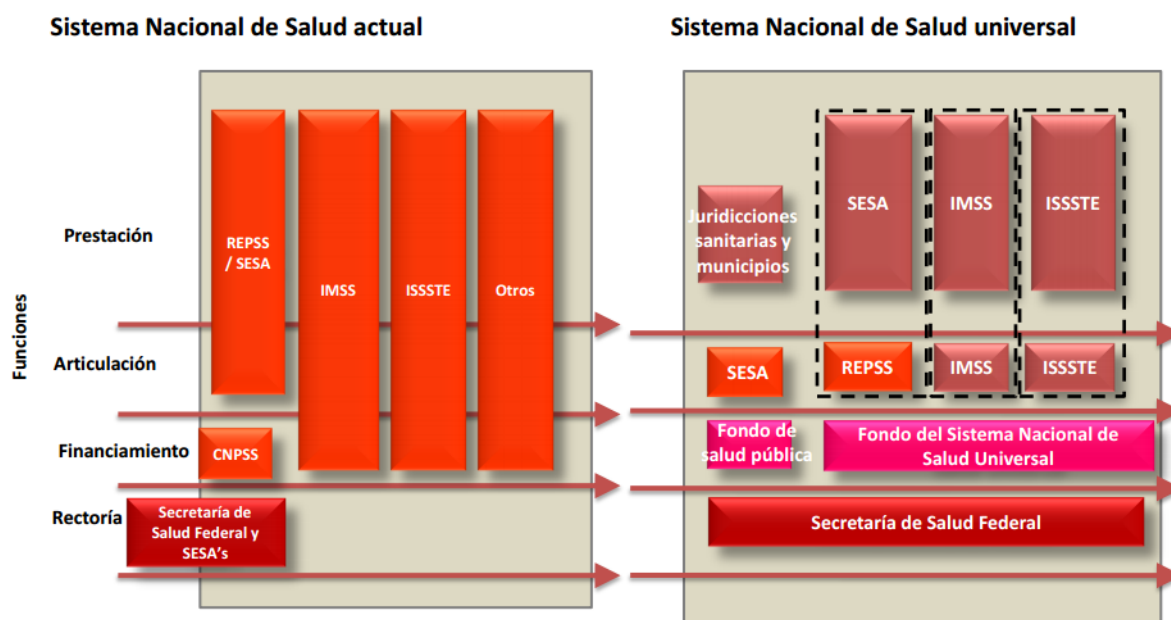 Sistema Nacional de Salud actual
Sistema Nacional de Salud universal
Funciones
Prestación
Articulación
Financiamiento
Rectoría
REPSS
/ SESA
IMSS
ISSSTE
Otros
CNPSS
Secretaría de
Salud Federal y
SESA's
Juridicciones
sanitarias y
municipios
SESA
IMSS
ISSSTE
SESA
REPSS
IMSS
ISSSTE
Fondo de
salud pública
Fondo del Sistema Nacional de
Salud Universal
Secretaría de Salud Federal